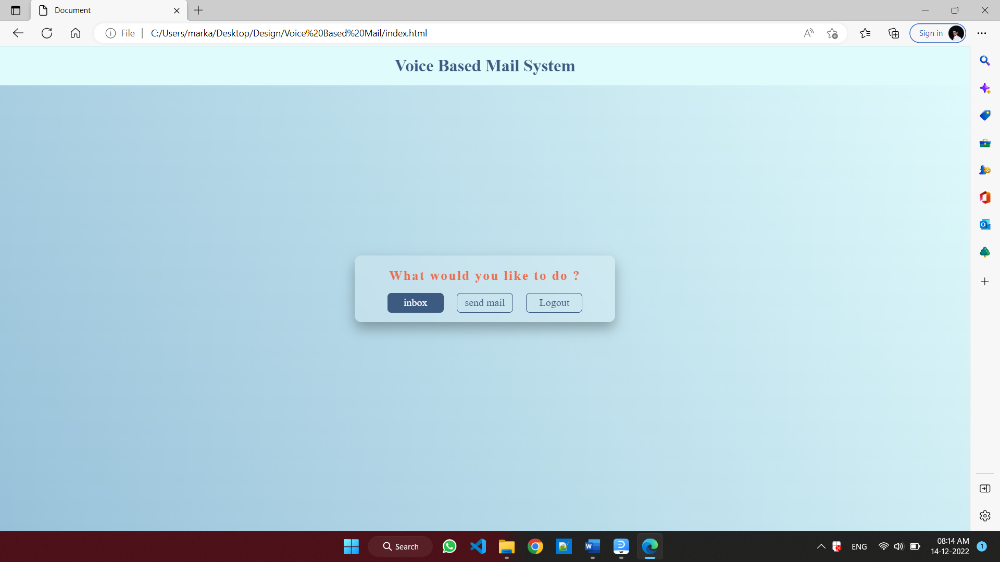 Document
File
C:/Users/marka/Desktop/Design/Voice%20Based%20Mail/index.html
Sign in
Voice Based Mail System
What would you like to do ?
inbox send mail Logout
Search
ENG
08:14 AM
14-12-2022
1